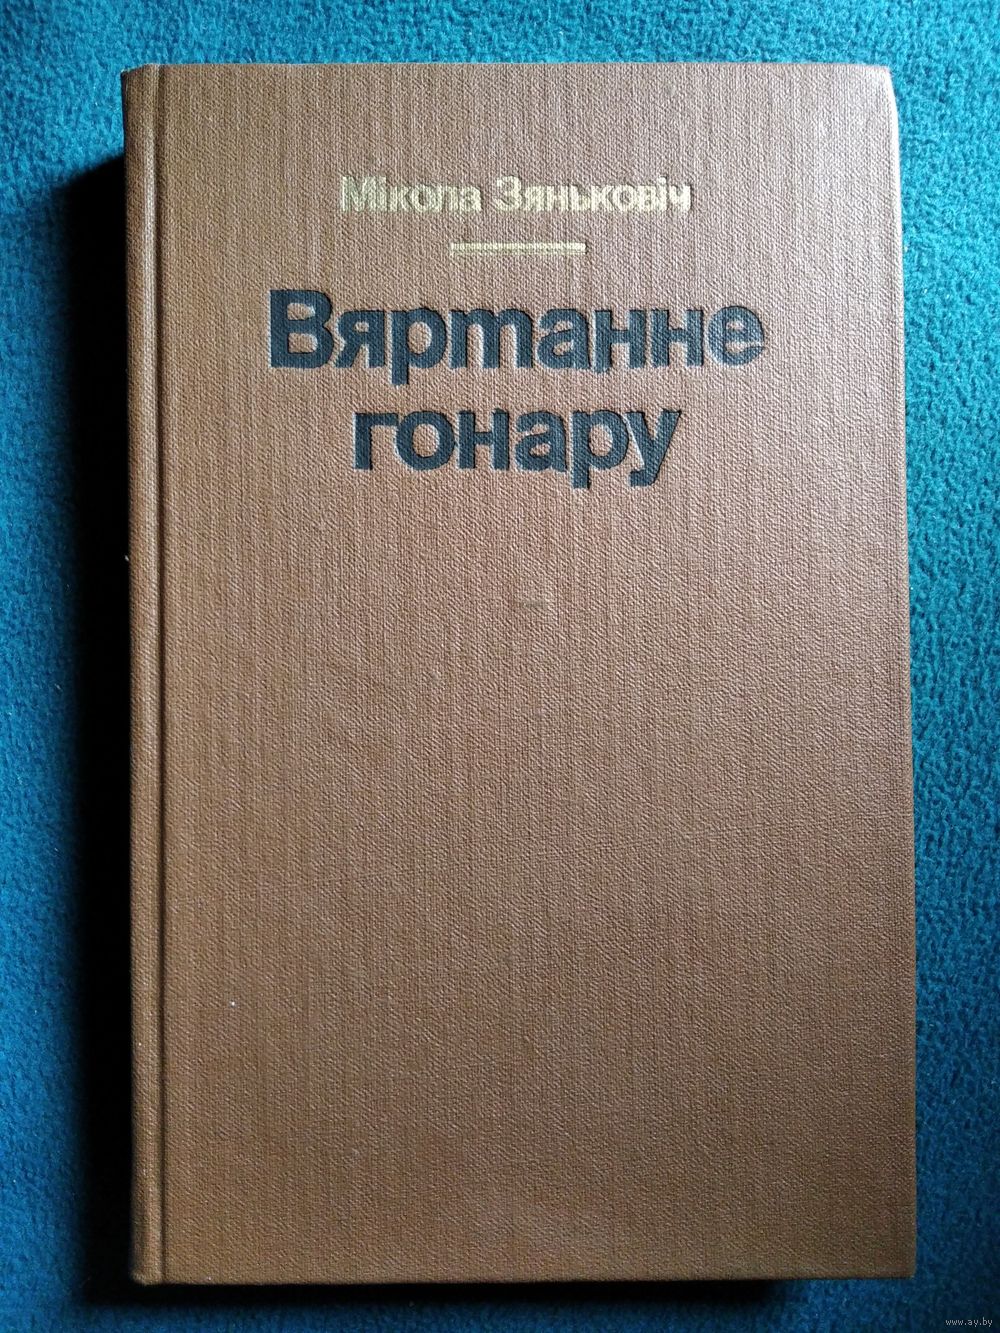 Мікола Зяньковіч
Вяртанне
гонару
www.ay.by